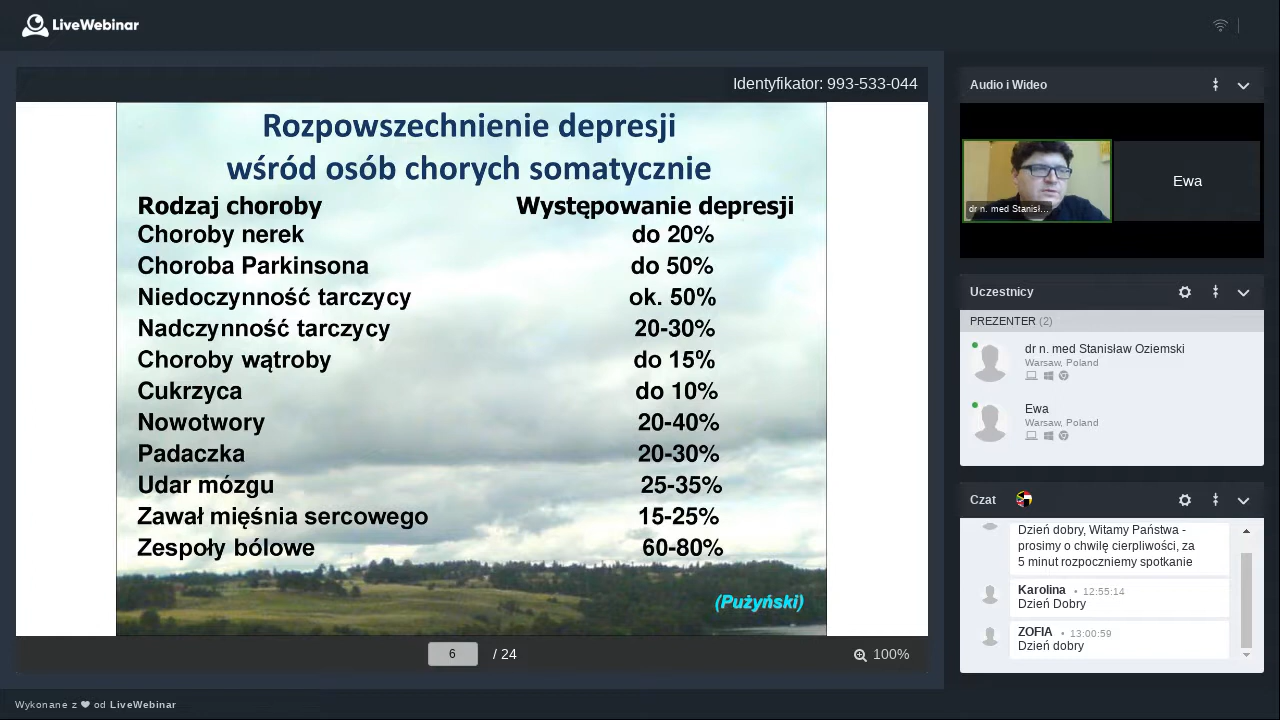 LiveWebinar
Identyfikator: 993-533-044
Rozpowszechnienie depresji
wśród osób chorych somatycznie
Rodzaj choroby Występowanie depresji
Choroby nerek do 20%
Choroba Parkinsona do 50%
Niedoczynność tarczycy ok. 50%
Nadczynność tarczycy 20-30%
Choroby wątroby do 15%
Cukrzyca do 10%
Nowotwory 20-40%
Padaczka 20-30%
Udar mózgu 25-35%
Zawał mięśnia sercowego 15-25%
Zespoły bólowe 60-80%
(Pużyński)
6 / 24
100%
Audio i Wideo
dr n. med Stanisł...
Ewa
Uczestnicy
PREZENTER (2)
dr n. med Stanisław Oziemski
Warsaw, Poland
Ewa
Warsaw, Poland
Czat
Dzień dobry, Witamy Państwa -
prosimy o chwilę cierpliwości, za
5 minut rozpoczniemy spotkanie
Karolina • 12:55:14
Dzień Dobry
ZOFIA • 13:00:59
Dzień dobry
Wykonane z ❤ od LiveWebinar